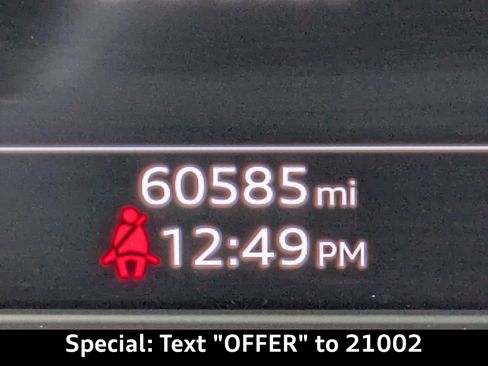 60585 mi
12:49 PM
Special: Text "OFFER" to 21002